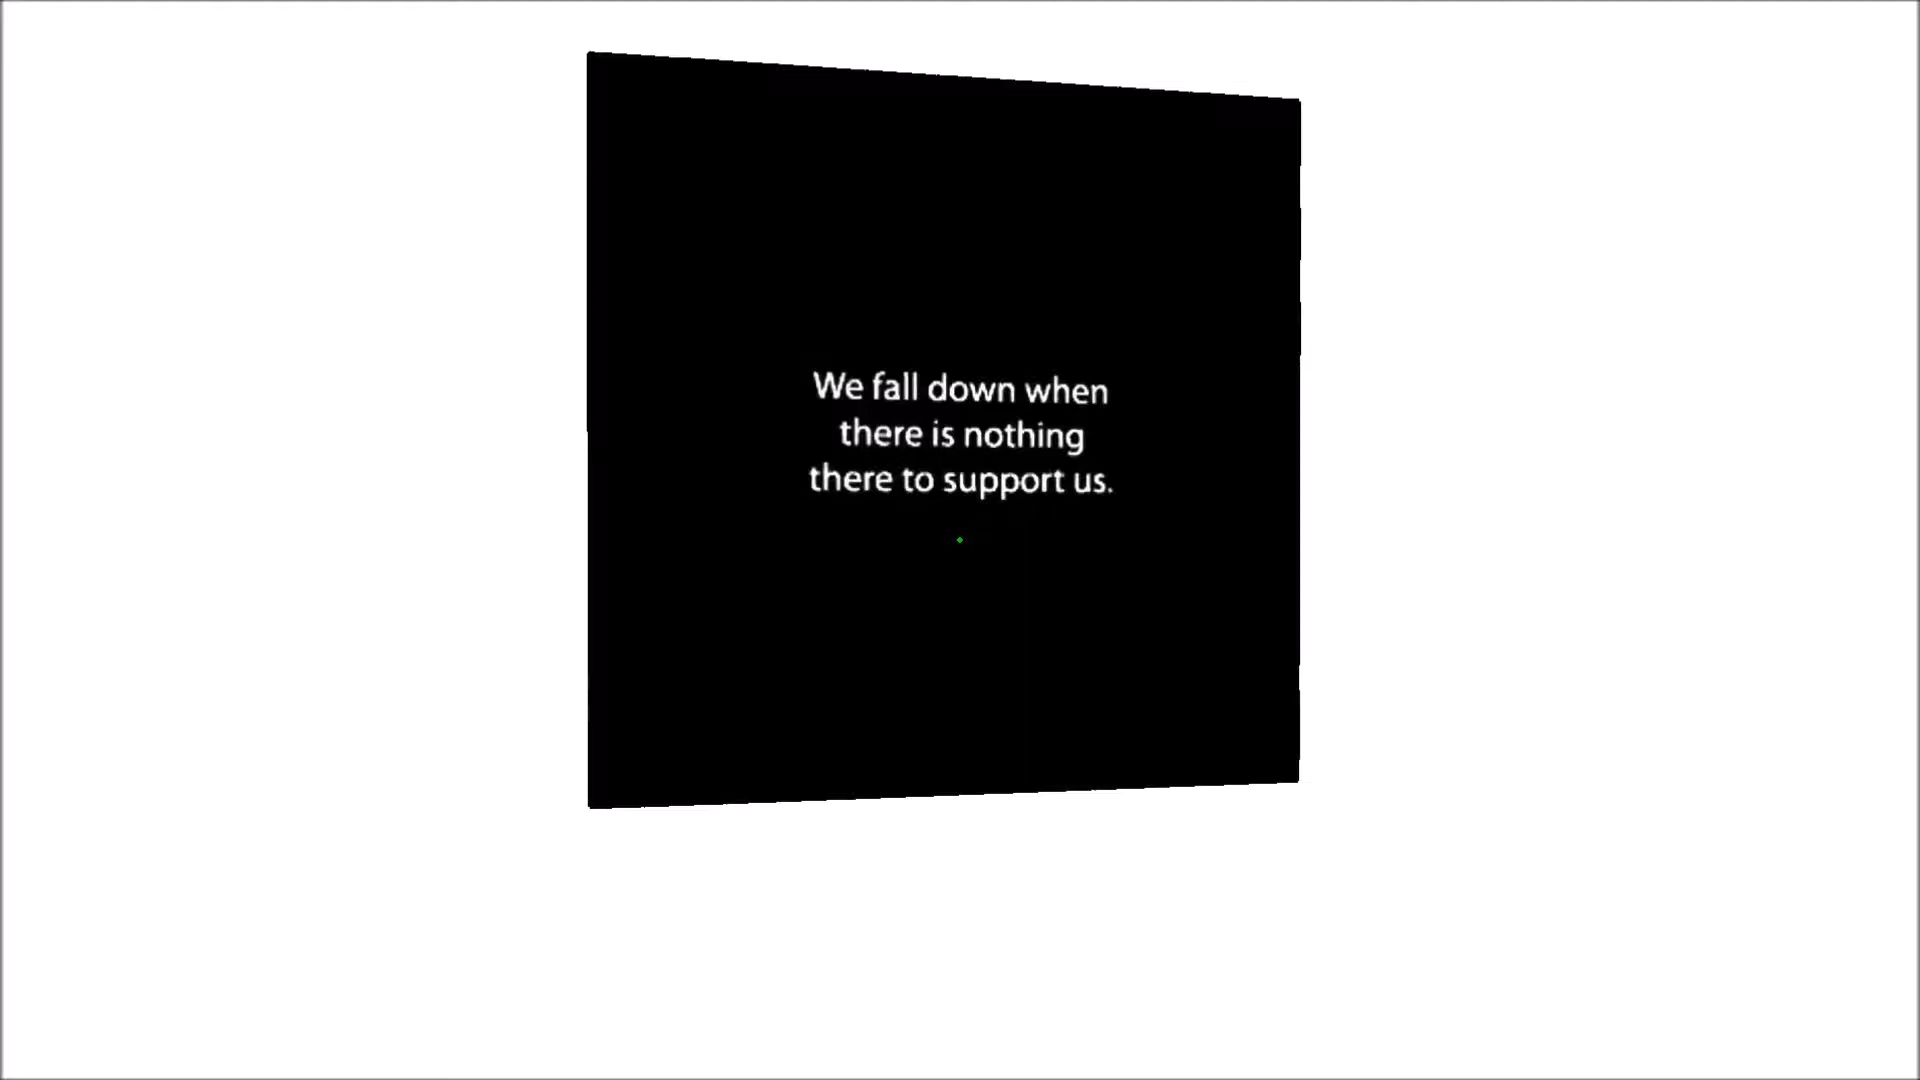 We fall down when
there is nothing
there to support us.